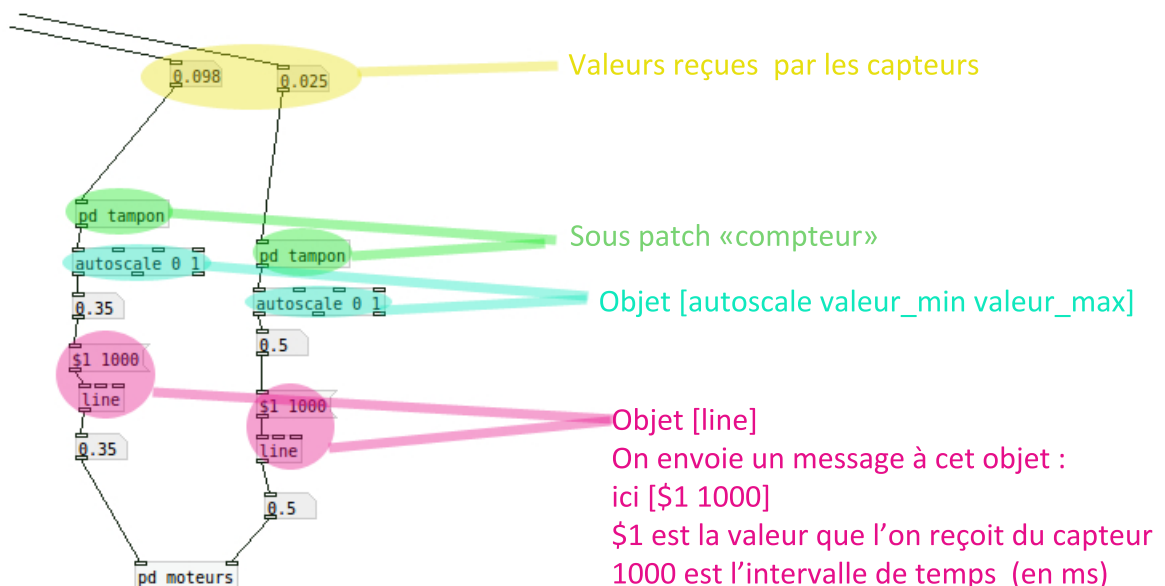 0.098
0.025
Valeurs reçues par les capteurs
pd tampon
Sous patch «compteur»
pd tampon
autoscale 0 1
autoscale 0 1
Objet [autoscale valeur_min valeur_max]
0.35
0.5
$1 1000
line
$1 1000
line
0.35
0.5
Objet [line]
On envoie un message à cet objet :
ici [$1 1000]
$1 est la valeur que l’on reçoit du capteur
1000 est l’intervalle de temps (en ms)
pd moteurs